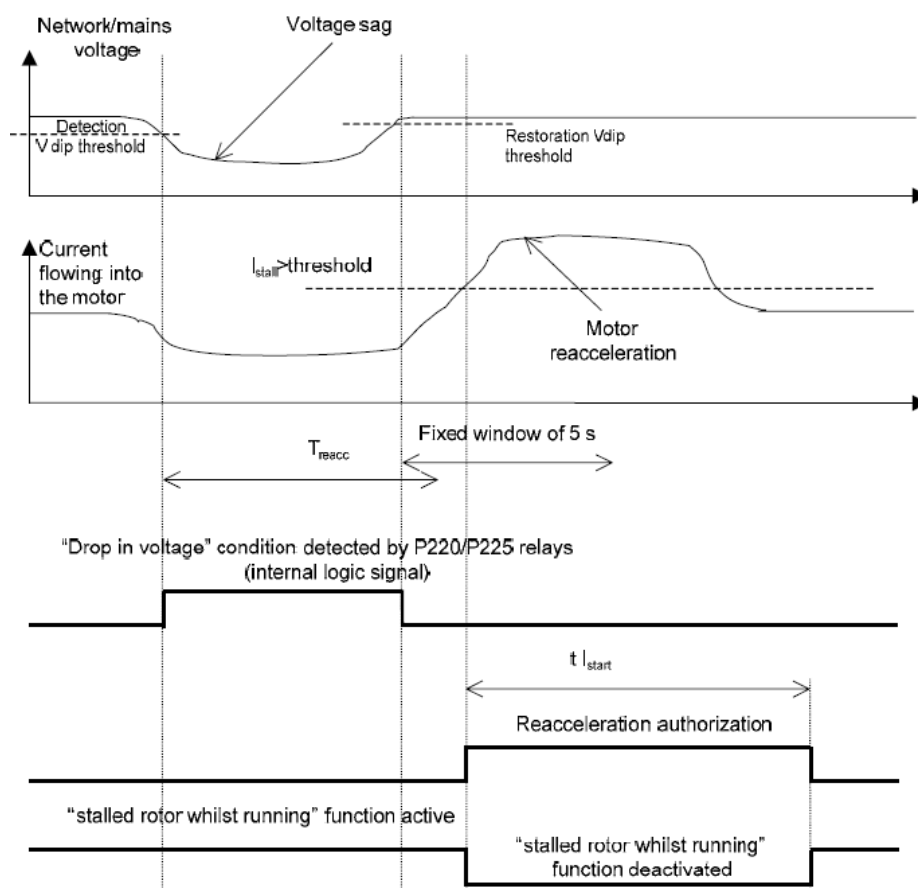 Network/mains
voltage
Voltage sag
Detection
V dip threshold
Restoration Vdip
threshold
Current
flowing into
the motor
Istall>threshold
Motor
reacceleration
Fixed window of 5 s
Treacc
"Drop in voltage" condition detected by P220/P225 relays
(internal logic signal)
t Istart
Reacceleration authorization
"stalled rotor whilst running" function active
"stalled rotor whilst running"
function deactivated